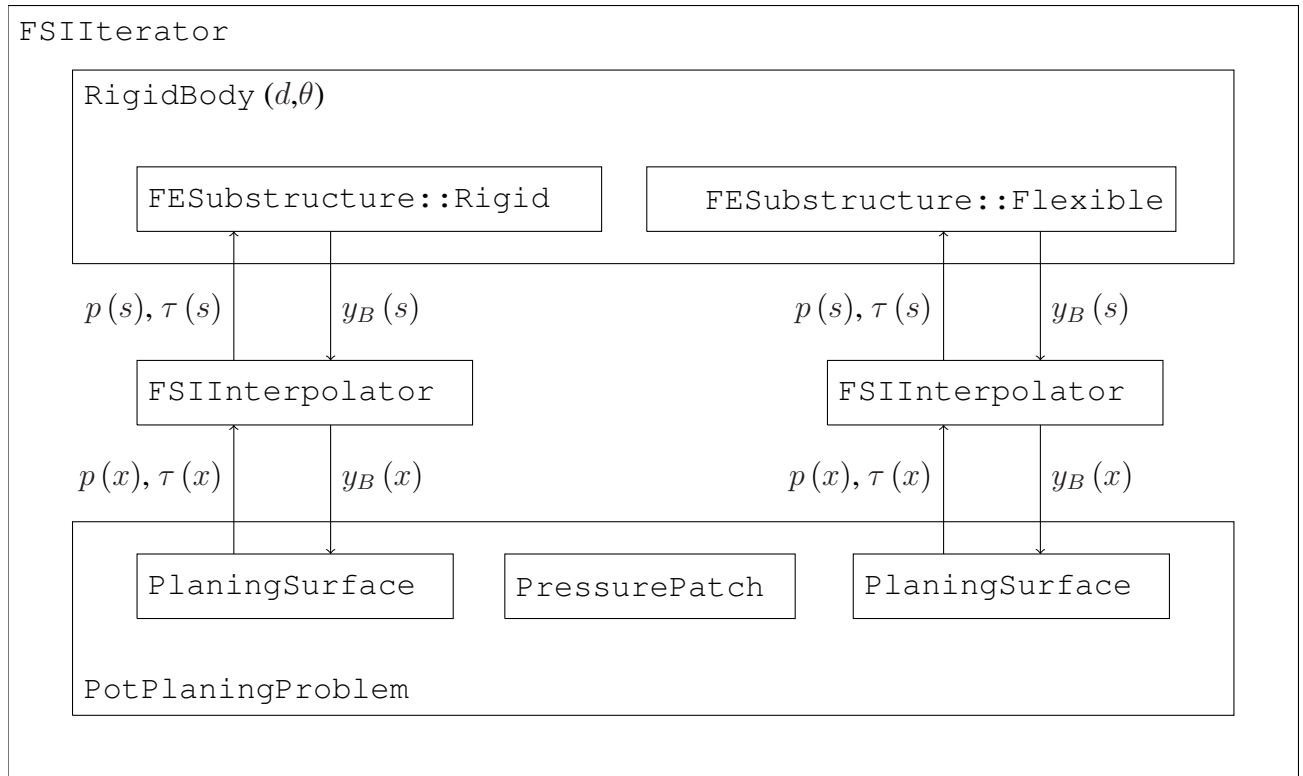 FSIIterator
RigidBody (d,θ)
FESubstructure::Rigid
FESubstructure::Flexible
p (s), τ (s)
y_B (s)
p (s), τ (s)
y_B (s)
FSIInterpolator
FSIInterpolator
p (x), τ (x)
y_B (x)
p (x), τ (x)
y_B (x)
PlaningSurface
PressurePatch
PlaningSurface
PotPlaningProblem